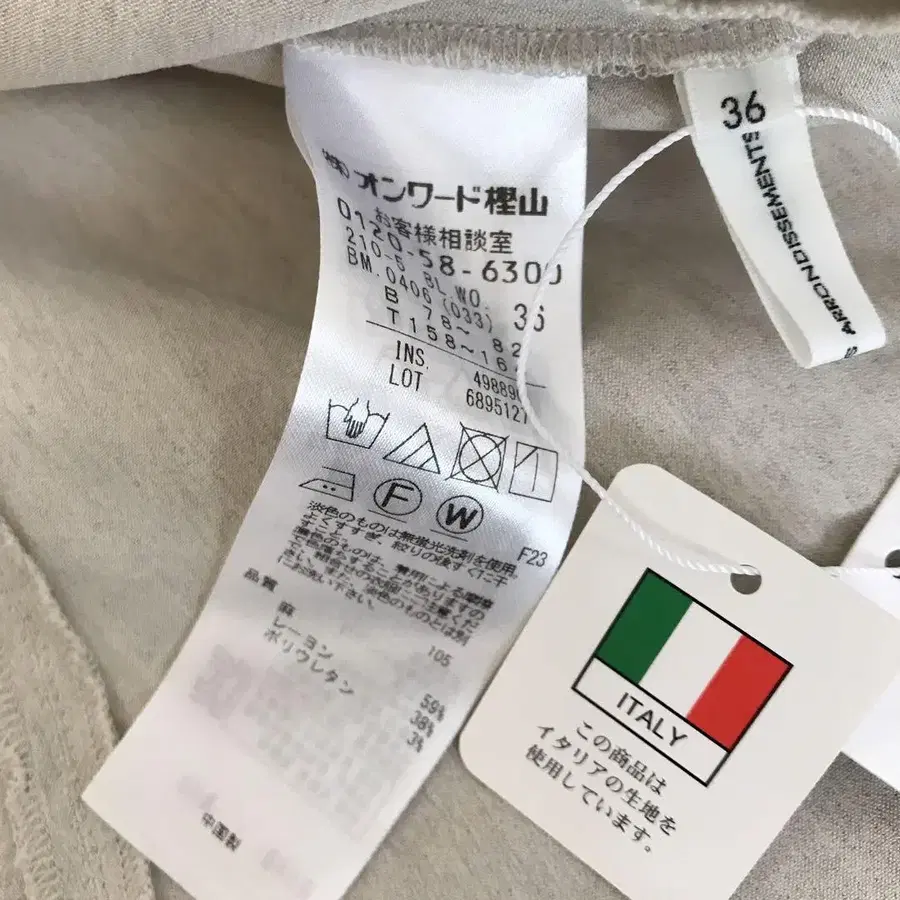 ㈱オンワード樫山
お客様相談室
0120-58-6300
210-6 BL.WO.
BM.0406(033) 36
B 78~82
T158~16
INS. 49889
LOT 6895127
F W
淡色のものは無蛍光洗剤を使用。
F23
105
品質
麻 59%
レーヨン 38%
ポリウレタン 3%
中国製
36
ARRONDISSEMENTS
ITALY
この商品は
イタリアの生地を
使用しています。